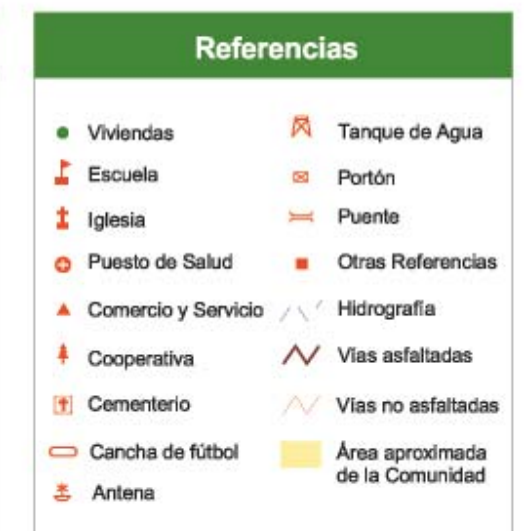 Referencias
Viviendas
Escuela
Iglesia
Puesto de Salud
Comercio y Servicio
Cooperativa
Cementerio
Cancha de fútbol
Antena
Tanque de Agua
Portón
Puente
Otras Referencias
Hidrografía
Vías asfaltadas
Vías no asfaltadas
Área aproximada
de la Comunidad